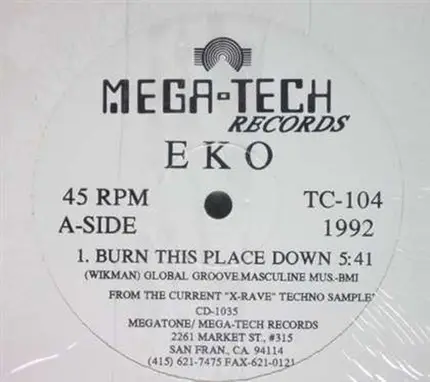 MEGA-TECH
RECORDS
EKO
45 RPM
TC-104
A-SIDE
1992
1. BURN THIS PLACE DOWN 5:41
(WIKMAN) GLOBAL GROOVE.MASCULINE MUS.-BMI
FROM THE CURRENT "X-RAVE" TECHNO SAMPLE
CD-1035
MEGATONE/ MEGA-TECH RECORDS
2261 MARKET ST., #315
SAN FRAN., CA. 94114
(415) 621-7475 FAX-621-0121